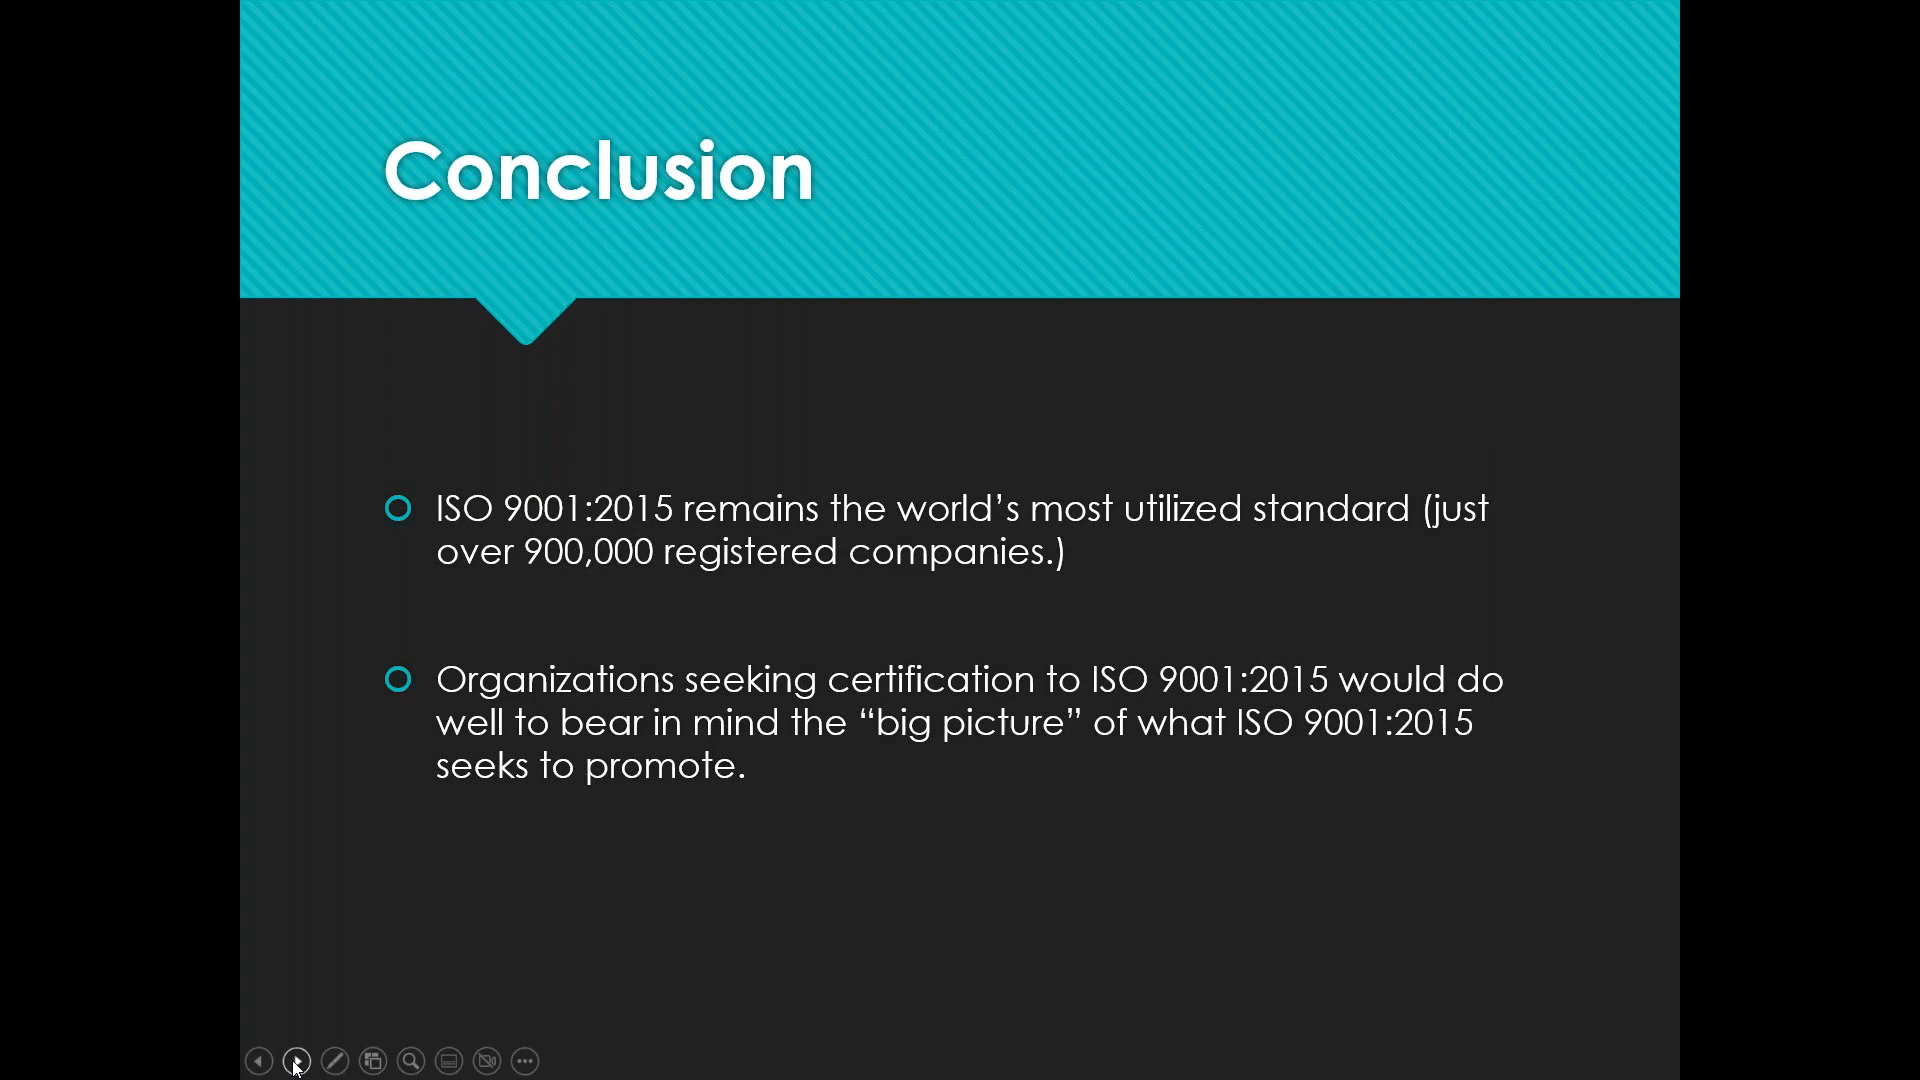 Conclusion
ISO 9001:2015 remains the world’s most utilized standard (just
over 900,000 registered companies.)
Organizations seeking certification to ISO 9001:2015 would do
well to bear in mind the “big picture” of what ISO 9001:2015
seeks to promote.